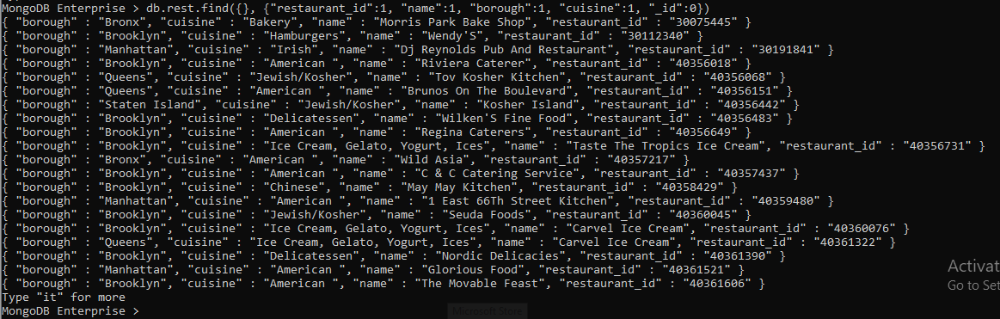 MongoDB Enterprise > db.rest.find({}, {"restaurant_id":1, "name":1, "borough":1, "cuisine":1, "_id":0})
{ "borough" : "Bronx", "cuisine" : "Bakery", "name" : "Morris Park Bake Shop", "restaurant_id" : "30075445" }
{ "borough" : "Brooklyn", "cuisine" : "Hamburgers", "name" : "Wendy'S", "restaurant_id" : "30112340" }
{ "borough" : "Manhattan", "cuisine" : "Irish", "name" : "Dj Reynolds Pub And Restaurant", "restaurant_id" : "30191841" }
{ "borough" : "Brooklyn", "cuisine" : "American ", "name" : "Riviera Caterer", "restaurant_id" : "40356018" }
{ "borough" : "Queens", "cuisine" : "Jewish/Kosher", "name" : "Tov Kosher Kitchen", "restaurant_id" : "40356068" }
{ "borough" : "Queens", "cuisine" : "American ", "name" : "Brunos On The Boulevard", "restaurant_id" : "40356151" }
{ "borough" : "Staten Island", "cuisine" : "Jewish/Kosher", "name" : "Kosher Island", "restaurant_id" : "40356442" }
{ "borough" : "Brooklyn", "cuisine" : "Delicatessen", "name" : "Wilken'S Fine Food", "restaurant_id" : "40356483" }
{ "borough" : "Brooklyn", "cuisine" : "American ", "name" : "Regina Caterers", "restaurant_id" : "40356649" }
{ "borough" : "Brooklyn", "cuisine" : "Ice Cream, Gelato, Yogurt, Ices", "name" : "Taste The Tropics Ice Cream", "restaurant_id" : "40356731" }
{ "borough" : "Bronx", "cuisine" : "American ", "name" : "Wild Asia", "restaurant_id" : "40357217" }
{ "borough" : "Brooklyn", "cuisine" : "American ", "name" : "C & C Catering Service", "restaurant_id" : "40357437" }
{ "borough" : "Brooklyn", "cuisine" : "Chinese", "name" : "May May Kitchen", "restaurant_id" : "40358429" }
{ "borough" : "Manhattan", "cuisine" : "American ", "name" : "1 East 66Th Street Kitchen", "restaurant_id" : "40359480" }
{ "borough" : "Brooklyn", "cuisine" : "Jewish/Kosher", "name" : "Seuda Foods", "restaurant_id" : "40360045" }
{ "borough" : "Brooklyn", "cuisine" : "Ice Cream, Gelato, Yogurt, Ices", "name" : "Carvel Ice Cream", "restaurant_id" : "40360076" }
{ "borough" : "Queens", "cuisine" : "Ice Cream, Gelato, Yogurt, Ices", "name" : "Carvel Ice Cream", "restaurant_id" : "40361322" }
{ "borough" : "Brooklyn", "cuisine" : "Delicatessen", "name" : "Nordic Delicacies", "restaurant_id" : "40361390" }
{ "borough" : "Manhattan", "cuisine" : "American ", "name" : "Glorious Food", "restaurant_id" : "40361521" }
{ "borough" : "Brooklyn", "cuisine" : "American ", "name" : "The Movable Feast", "restaurant_id" : "40361606" }
Type "it" for more
MongoDB Enterprise >
Microsoft Store
Activat
Go to Set